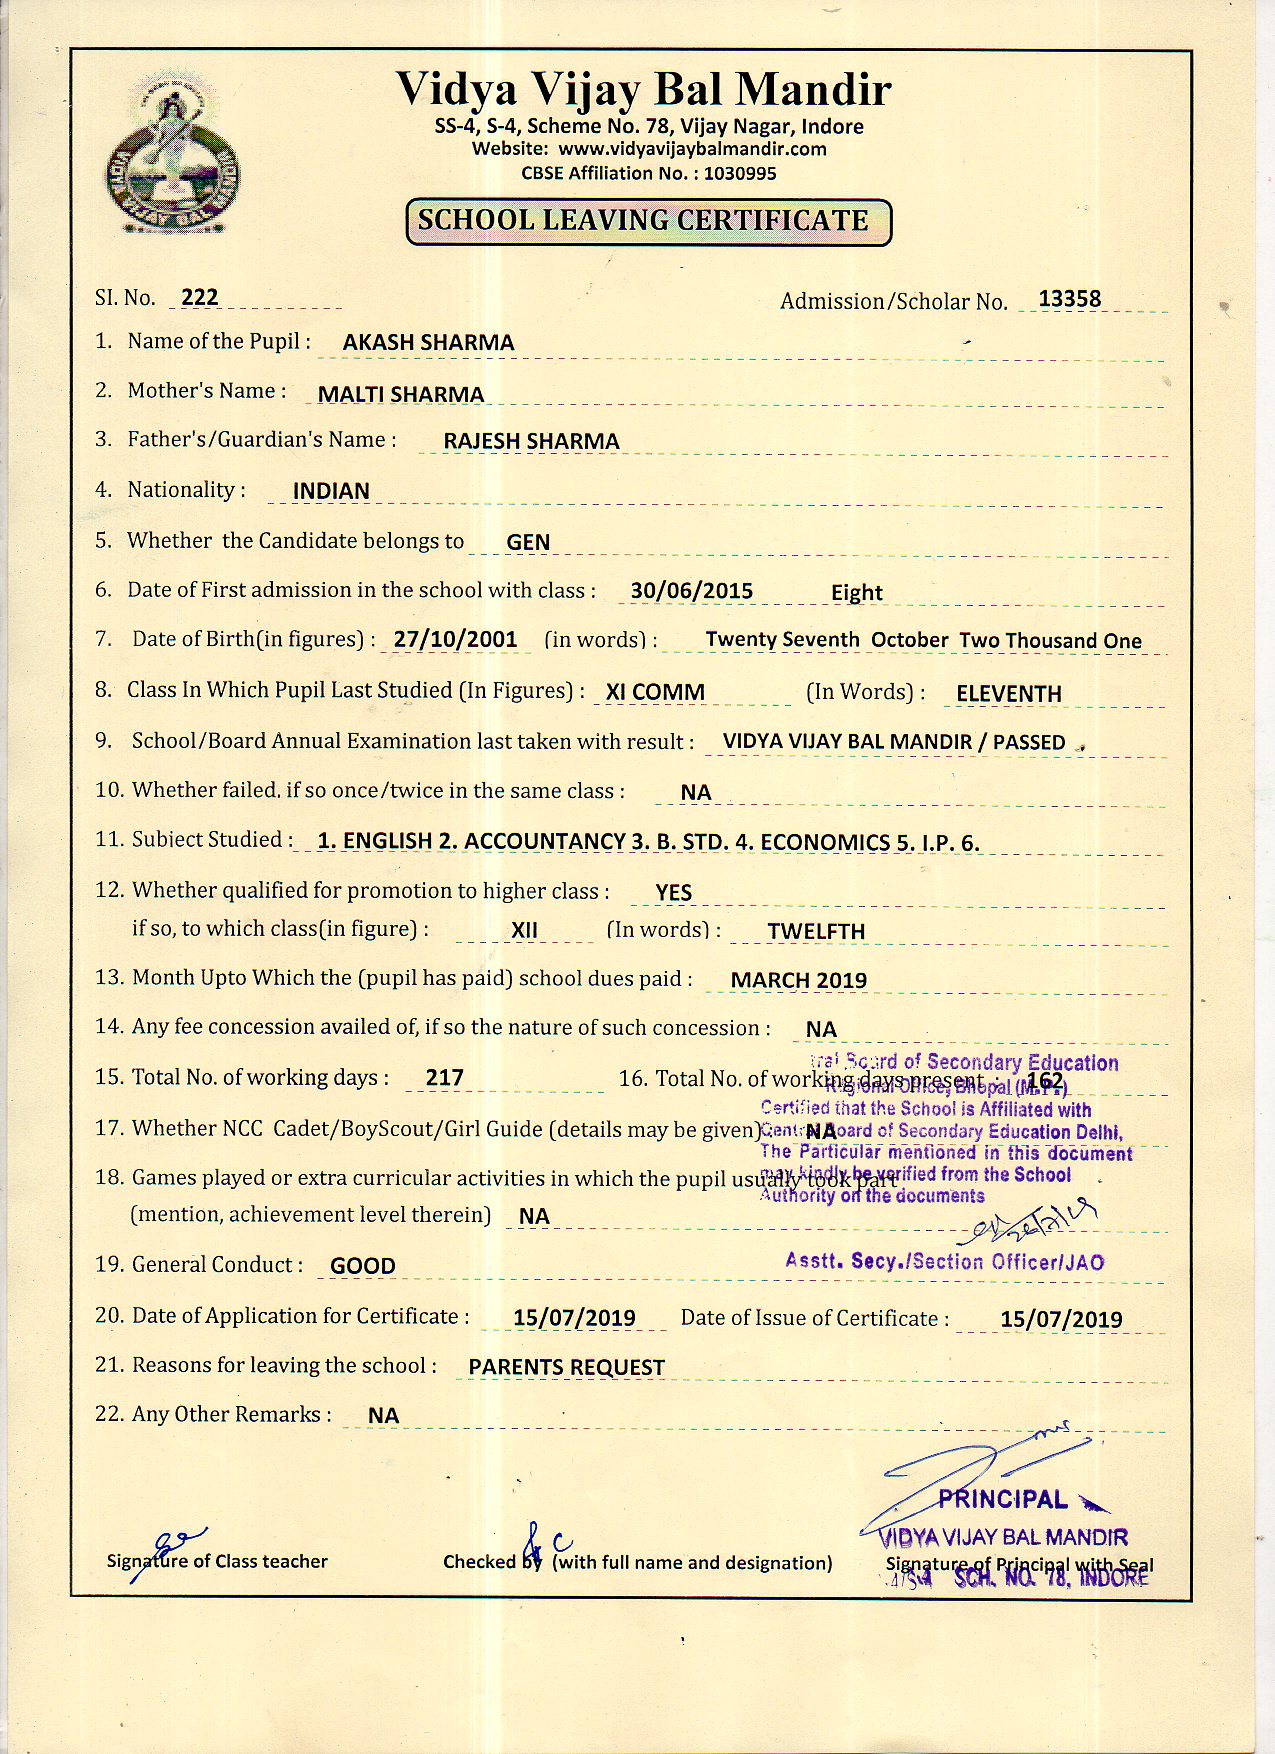 Vidya Vijay Bal Mandir
SS-4, S-4, Scheme No. 78, Vijay Nagar, Indore
Website: www.vidyavijaybalmandir.com
CBSE Affiliation No. : 1030995
VIDYA VIJAY BAL MANDIR
SCHOOL LEAVING CERTIFICATE
SI. No. 222 Admission/Scholar No. 13358
1. Name of the Pupil : AKASH SHARMA
2. Mother's Name : MALTI SHARMA
3. Father's/Guardian's Name : RAJESH SHARMA
4. Nationality : INDIAN
5. Whether the Candidate belongs to GEN
6. Date of First admission in the school with class : 30/06/2015 Eight
7. Date of Birth(in figures) : 27/10/2001 (in words) : Twenty Seventh October Two Thousand One
8. Class In Which Pupil Last Studied (In Figures) : XI COMM (In Words) : ELEVENTH
9. School/Board Annual Examination last taken with result : VIDYA VIJAY BAL MANDIR / PASSED
10. Whether failed. if so once/twice in the same class : NA
11. Subject Studied : 1. ENGLISH 2. ACCOUNTANCY 3. B. STD. 4. ECONOMICS 5. I.P. 6.
12. Whether qualified for promotion to higher class : YES
if so, to which class(in figure) : XII (In words) : TWELFTH
13. Month Upto Which the (pupil has paid) school dues paid : MARCH 2019
14. Any fee concession availed of, if so the nature of such concession : NA
15. Total No. of working days : 217 16. Total No. of working days present : 162
17. Whether NCC Cadet/BoyScout/Girl Guide (details may be given) : NA
18. Games played or extra curricular activities in which the pupil usually took part
(mention, achievement level therein) NA
Board of Secondary Education
Regional Office, Bhopal (M.P.)
Certified that the School is Affiliated with
Central Board of Secondary Education Delhi,
The Particular mentioned in this document
may kindly be verified from the School
Authority on the documents
Asstt. Secy./Section Officer/JAO
19. General Conduct : GOOD
20. Date of Application for Certificate : 15/07/2019 Date of Issue of Certificate : 15/07/2019
21. Reasons for leaving the school : PARENTS REQUEST
22. Any Other Remarks : NA
PRINCIPAL
VIDYA VIJAY BAL MANDIR
SCH. NO. 78, INDORE
Signature of Class teacher Checked by (with full name and designation) Signature of Principal with Seal